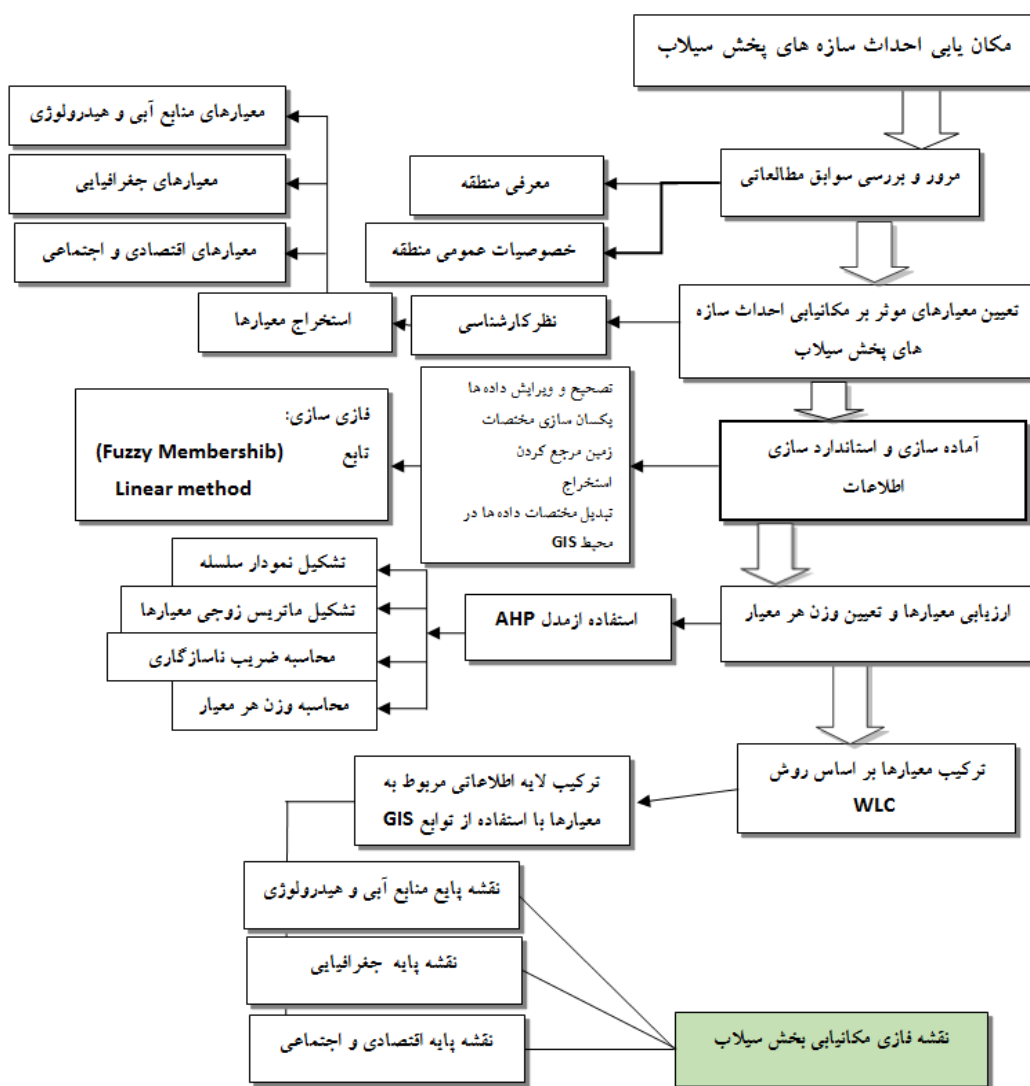 مکان یابی احداث سازه های پخش سیلاب
مرور و بررسی سوابق مطالعاتی
معرفی منطقه
خصوصیات عمومی منطقه
تعیین معیارهای موثر بر مکانیابی احداث سازه
های پخش سیلاب
نظرکارشناسی
استخراج معیارها
معیارهای منابع آبی و هیدرولوژی
معیارهای جغرافیایی
معیارهای اقتصادی و اجتماعی
آماده سازی و استاندارد سازی
اطلاعات
تصحیح و ویرایش داده ها
یکسان سازی مختصات
زمین مرجع کردن
استخراج
تبدیل مختصات داده ها در
محیط GIS
فازی سازی:
تابع (Fuzzy Membershib)
Linear method
ارزیابی معیارها و تعیین وزن هر معیار
استفاده ازمدل AHP
تشکیل نمودار سلسله
تشکیل ماتریس زوجی معیارها
محاسبه ضریب ناسازگاری
محاسبه وزن هر معیار
ترکیب معیارها بر اساس روش
WLC
ترکیب لایه اطلاعاتی مربوط به
معیارها با استفاده از توابع GIS
نقشه پایع منابع آبی و هیدرولوژی
نقشه پایه جغرافیایی
نقشه پایه اقتصادی و اجتماعی
نقشه فازی مکانیابی بخش سیلاب